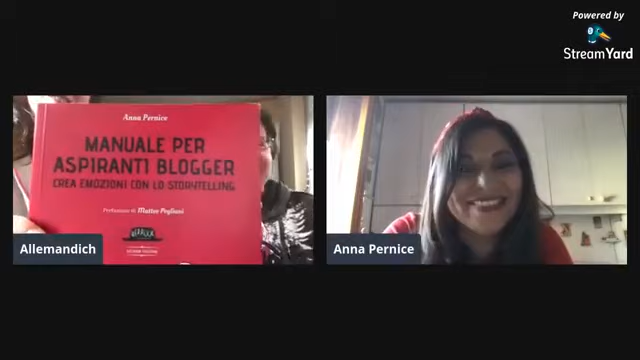 Powered by
StreamYard
Anna Pernice
MANUALE PER
ASPIRANTI BLOGGER
CREA EMOZIONI CON LO STORYTELLING
Prefazione di Matteo Pogliani
Allemandich
Anna Pernice